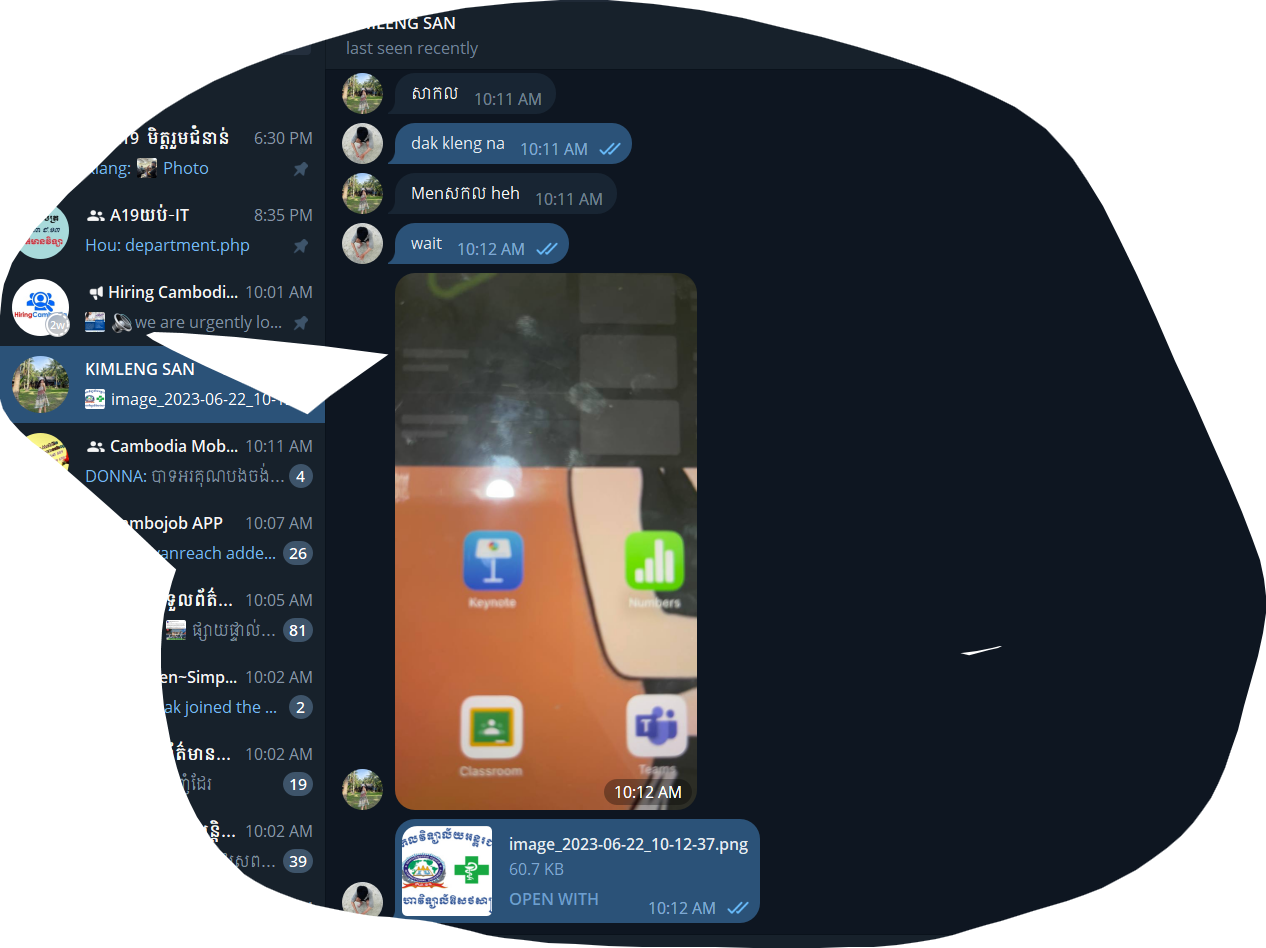 KIMLENG SAN
last seen recently
មិត្តរួមជំនាន់ 6:30 PM
Photo
A19យប់-IT 8:35 PM
Hou: department.php
Hiring Cambodi... 10:01 AM
we are urgently lo...
2w
KIMLENG SAN
image_2023-06-22_10-
Cambodia Mob... 10:11 AM
DONNA: បាទអរគុណបងចង់... 4
mbojob APP 10:07 AM
vanreach adde... 26
ទួលព័ត៌... 10:05 AM
ផ្សាយផ្ទាល់... 81
en~Simp... 10:02 AM
ak joined the ... 2
ព័ត៌មាន... 10:02 AM
ញុំដែរ 19
10:02 AM
39
សាកល 10:11 AM
dak kleng na 10:11 AM
Menសកល heh 10:11 AM
wait 10:12 AM
Keynote
Numbers
Classroom
Teams
10:12 AM
image_2023-06-22_10-12-37.png
60.7 KB
OPEN WITH
10:12 AM